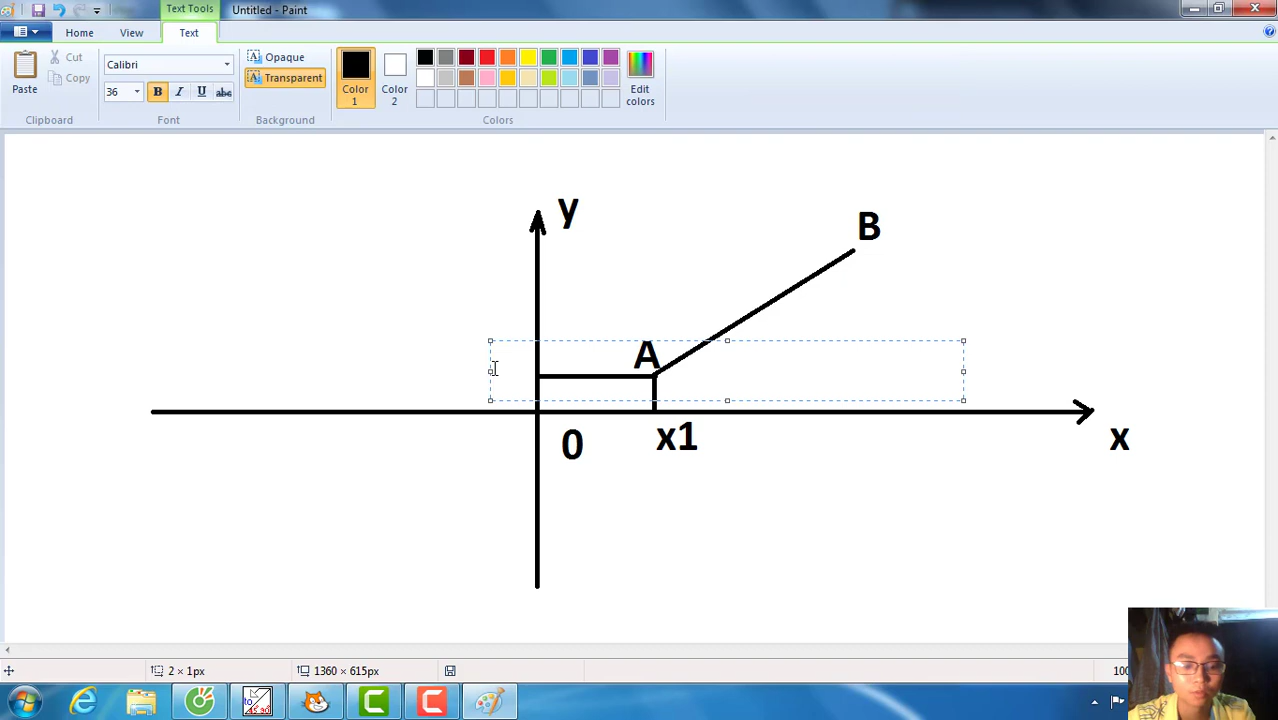 Text Tools
Untitled - Paint
Home
View
Text
Paste
Cut
Copy
Clipboard
Calibri
36
B
I
U
abc
Font
Opaque
Transparent
Background
Color 1
Color 2
Edit colors
Colors
y
B
A
0
x1
x
2 × 1px
1360 × 615px
100